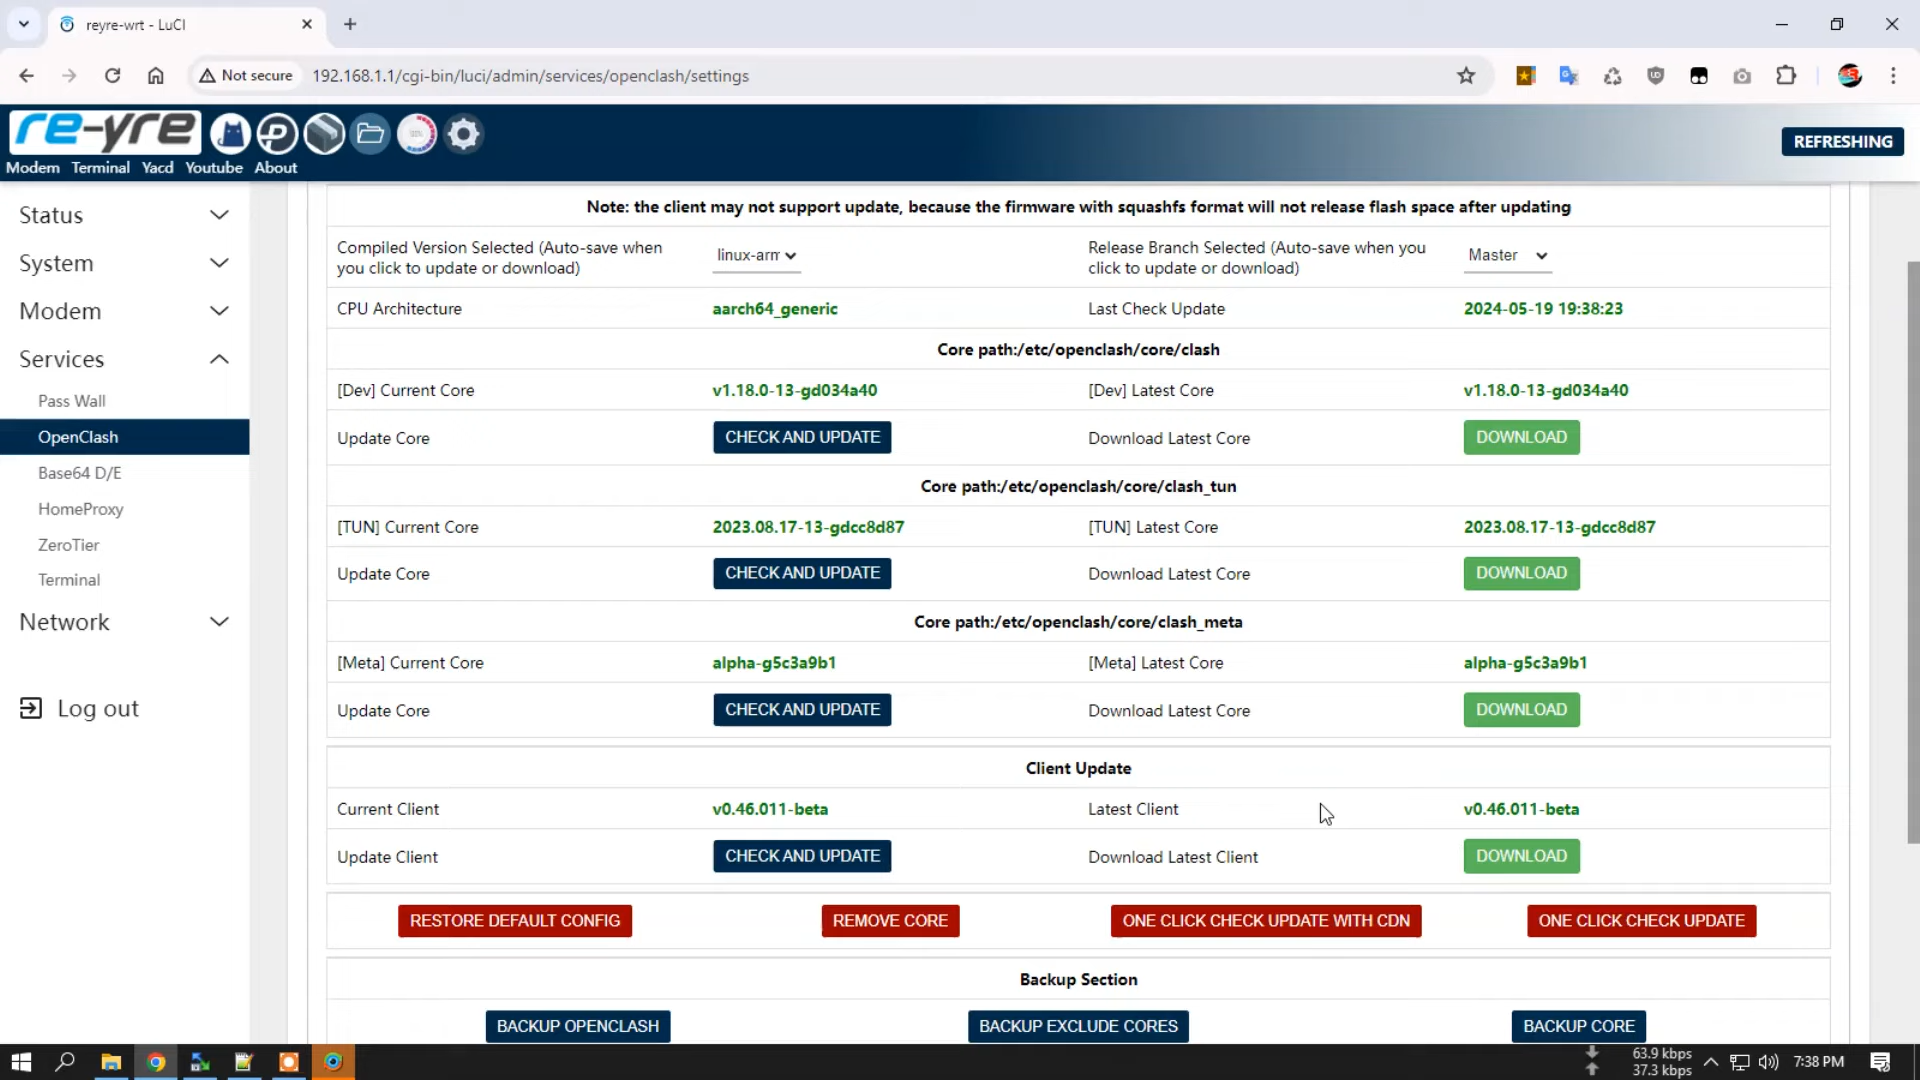 reyre-wrt - LuCI
Not secure
192.168.1.1/cgi-bin/luci/admin/services/openclash/settings
re-yre
REFRESHING
Modem Terminal Yacd Youtube About
Status
System
Modem
Services
Pass Wall
OpenClash
Base64 D/E
HomeProxy
ZeroTier
Terminal
Network
Log out
Note: the client may not support update, because the firmware with squashfs format will not release flash space after updating
Compiled Version Selected (Auto-save when
you click to update or download)
linux-arm
Release Branch Selected (Auto-save when you
click to update or download)
Master
CPU Architecture aarch64_generic Last Check Update 2024-05-19 19:38:23
Core path:/etc/openclash/core/clash
[Dev] Current Core v1.18.0-13-gd034a40 [Dev] Latest Core v1.18.0-13-gd034a40
Update Core CHECK AND UPDATE Download Latest Core DOWNLOAD
Core path:/etc/openclash/core/clash_tun
[TUN] Current Core 2023.08.17-13-gdcc8d87 [TUN] Latest Core 2023.08.17-13-gdcc8d87
Update Core CHECK AND UPDATE Download Latest Core DOWNLOAD
Core path:/etc/openclash/core/clash_meta
[Meta] Current Core alpha-g5c3a9b1 [Meta] Latest Core alpha-g5c3a9b1
Update Core CHECK AND UPDATE Download Latest Core DOWNLOAD
Client Update
Current Client v0.46.011-beta Latest Client v0.46.011-beta
Update Client CHECK AND UPDATE Download Latest Client DOWNLOAD
RESTORE DEFAULT CONFIG REMOVE CORE ONE CLICK CHECK UPDATE WITH CDN ONE CLICK CHECK UPDATE
Backup Section
BACKUP OPENCLASH BACKUP EXCLUDE CORES BACKUP CORE
63.9 kbps
37.3 kbps
7:38 PM